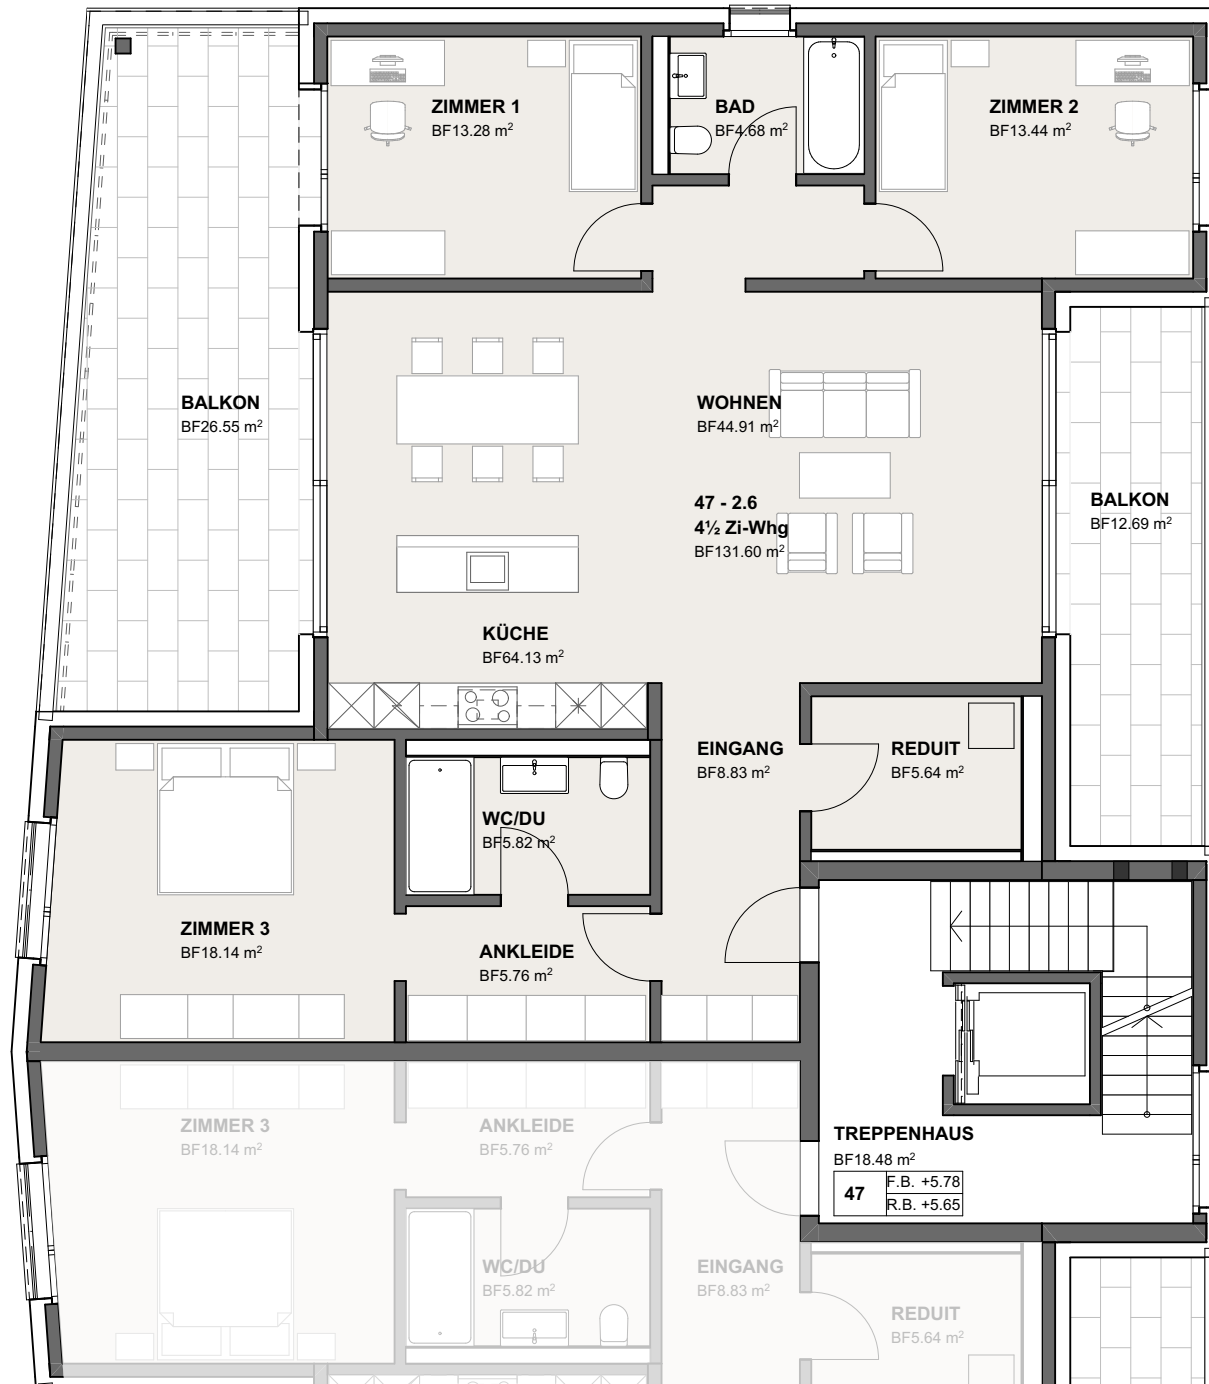 ZIMMER 1
BF13.28 m²
BAD
BF4.68 m²
ZIMMER 2
BF13.44 m²
BALKON
BF26.55 m²
WOHNEN
BF44.91 m²
47 - 2.6
4½ Zi-Whg
BF131.60 m²
BALKON
BF12.69 m²
KÜCHE
BF64.13 m²
EINGANG
BF8.83 m²
REDUIT
BF5.64 m²
WC/DU
BF5.82 m²
ZIMMER 3
BF18.14 m²
ANKLEIDE
BF5.76 m²
ZIMMER 3
BF18.14 m²
ANKLEIDE
BF5.76 m²
TREPPENHAUS
BF18.48 m²
47
F.B. +5.78
R.B. +5.65
WC/DU
BF5.82 m²
EINGANG
BF8.83 m²
REDUIT
BF5.64 m²